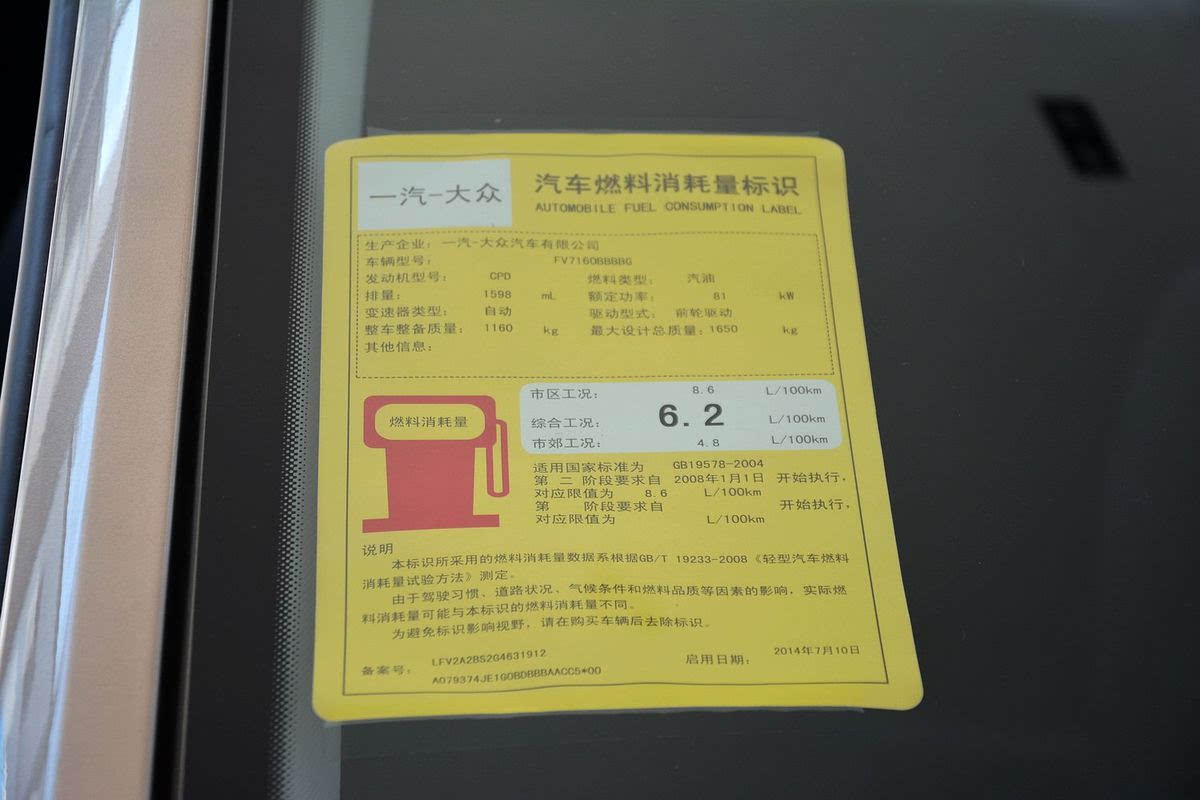 一汽-大众
汽车燃料消耗量标识
AUTOMOBILE FUEL CONSUMPTION LABEL
生产企业：一汽-大众汽车有限公司
车辆型号： FV7160BBBBG
发动机型号： CPD 燃料类型： 汽油
排量： 1598 mL 额定功率： 81 kW
变速器类型： 自动 驱动型式： 前轮驱动
整车整备质量： 1160 kg 最大设计总质量：1650 kg
其他信息：
燃料消耗量
市区工况： 8.6 L/100km
综合工况： 6.2 L/100km
市郊工况： 4.8 L/100km
适用国家标准为 GB19578-2004
第 二 阶段要求自 2008年1月1日 开始执行，
对应限值为 8.6 L/100km
第 阶段要求自 开始执行，
对应限值为 L/100km
说明
本标识所采用的燃料消耗量数据系根据GB/T 19233-2008《轻型汽车燃料
消耗量试验方法》测定。
由于驾驶习惯、道路状况、气候条件和燃料品质等因素的影响，实际燃
料消耗量可能与本标识的燃料消耗量不同。
为避免标识影响视野，请在购买车辆后去除标识。
备案号： LFV2A2BS2G4631912 启用日期： 2014年7月10日
A079374JE1G0BDBBBAACC5*00